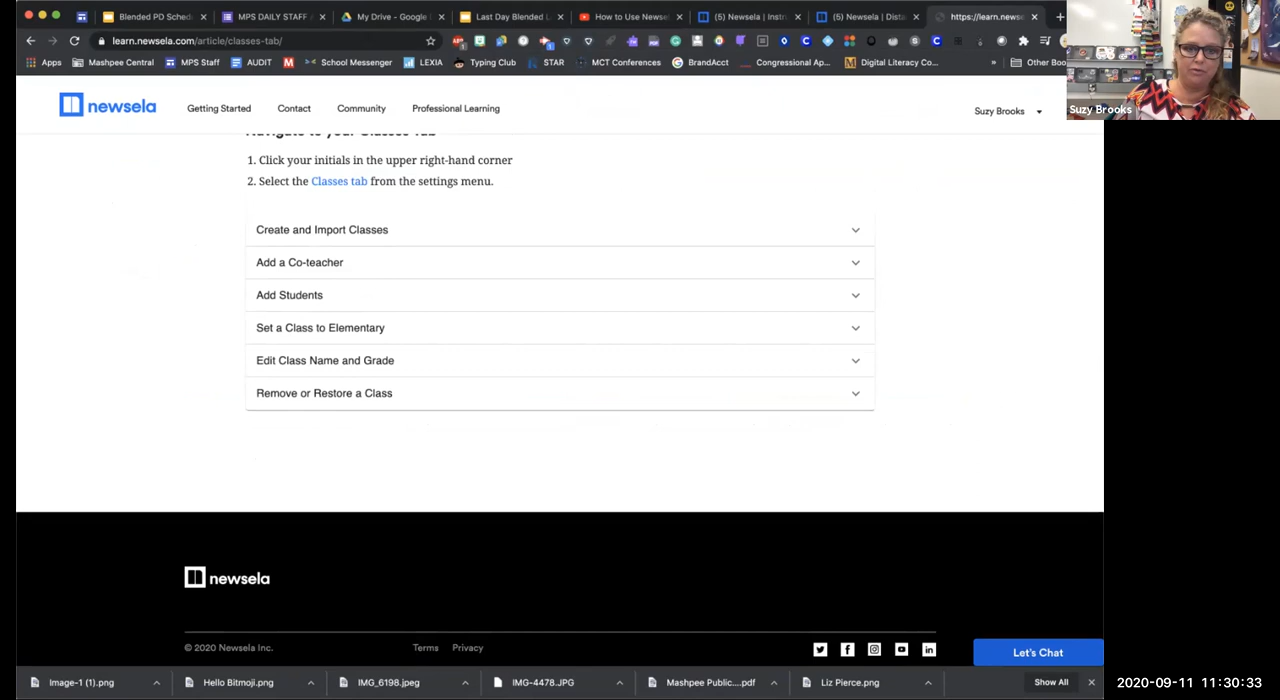 Blended PD Sched
MPS DAILY STAFF
My Drive - Google
Last Day Blended L
How to Use Newse
(5) Newsela | Instr
(5) Newsela | Dista
https://learn.newse
learn.newsela.com/article/classes-tab/
Apps
Mashpee Central
MPS Staff
AUDIT
School Messenger
LEXIA
Typing Club
STAR
MCT Conferences
BrandAcct
Congressional Ap...
Digital Literacy Co...
»
Other Boo
Suzy Brooks
newsela
Getting Started
Contact
Community
Professional Learning
Suzy Brooks
Navigate to your Classes Tab
1. Click your initials in the upper right-hand corner
2. Select the Classes tab from the settings menu.
Create and Import Classes
Add a Co-teacher
Add Students
Set a Class to Elementary
Edit Class Name and Grade
Remove or Restore a Class
newsela
© 2020 Newsela Inc.
Terms
Privacy
Let's Chat
Image-1 (1).png
Hello Bitmoji.png
IMG_6198.jpeg
IMG-4478.JPG
Mashpee Public....pdf
Liz Pierce.png
Show All
2020-09-11 11:30:33